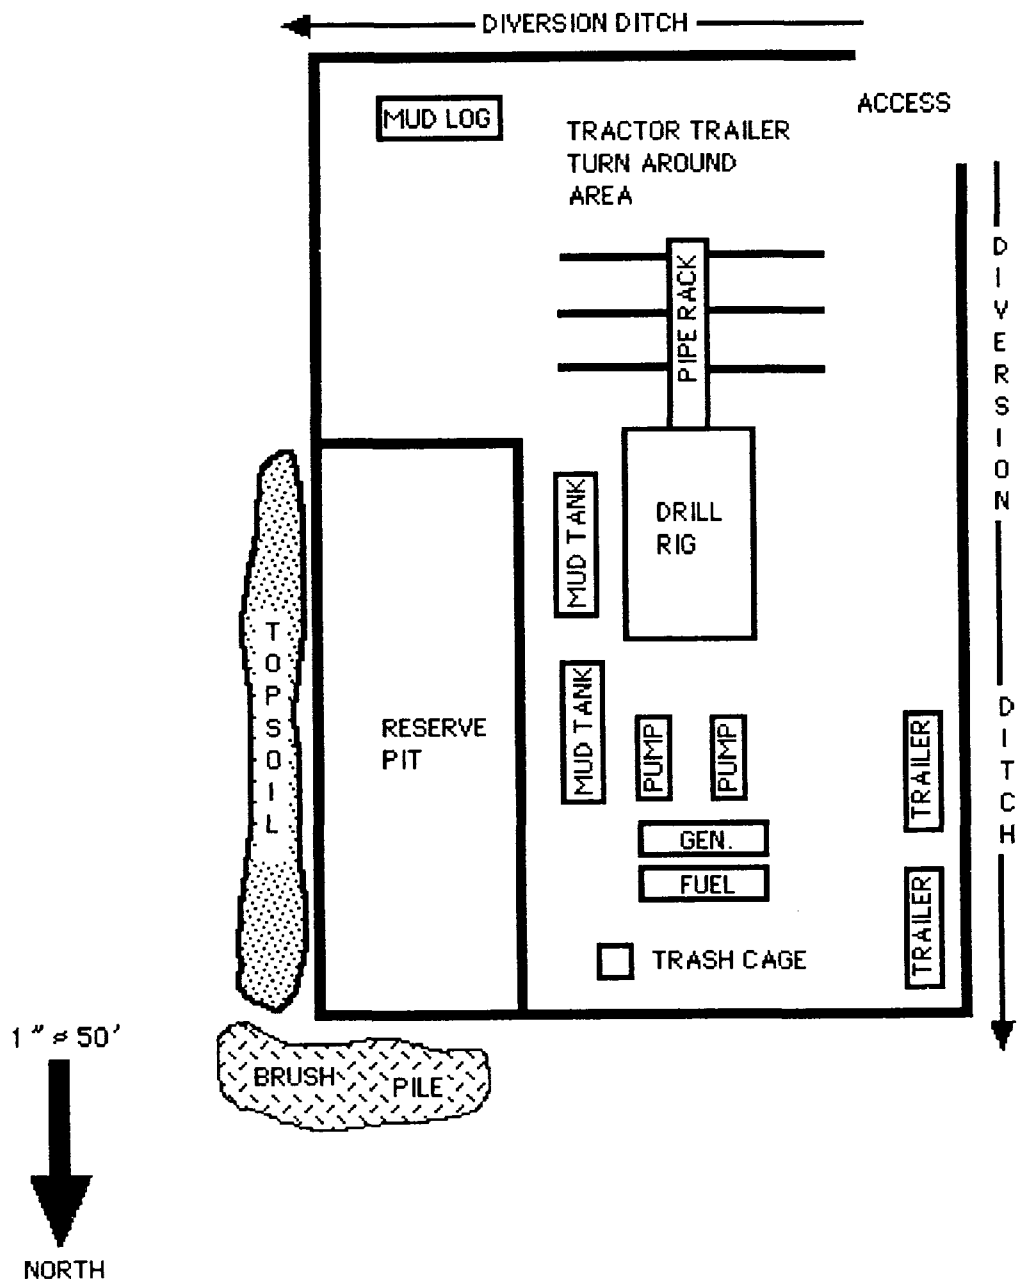 DIVERSION DITCH
ACCESS
MUD LOG
TRACTOR TRAILER
TURN AROUND
AREA
PIPE RACK
DIVERSION
DITCH
MUD TANK
DRILL
RIG
TOPSOIL
RESERVE
PIT
MUD TANK
PUMP
PUMP
TRAILER
GEN.
FUEL
TRAILER
TRASH CAGE
1" ≈ 50'
BRUSH
PILE
NORTH